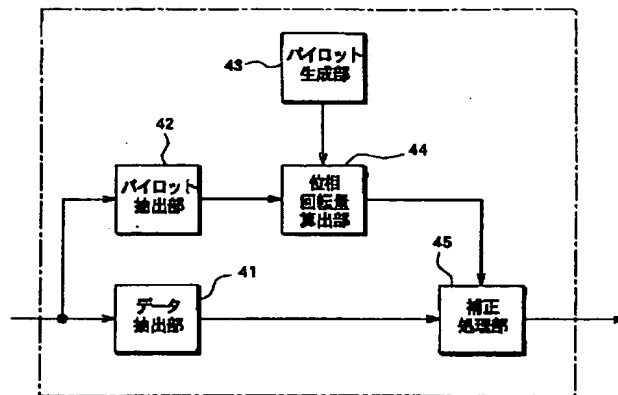 43
パイロット
生成部
42
パイロット
抽出部
44
位相
回転量
算出部
41
データ
抽出部
45
補正
処理部